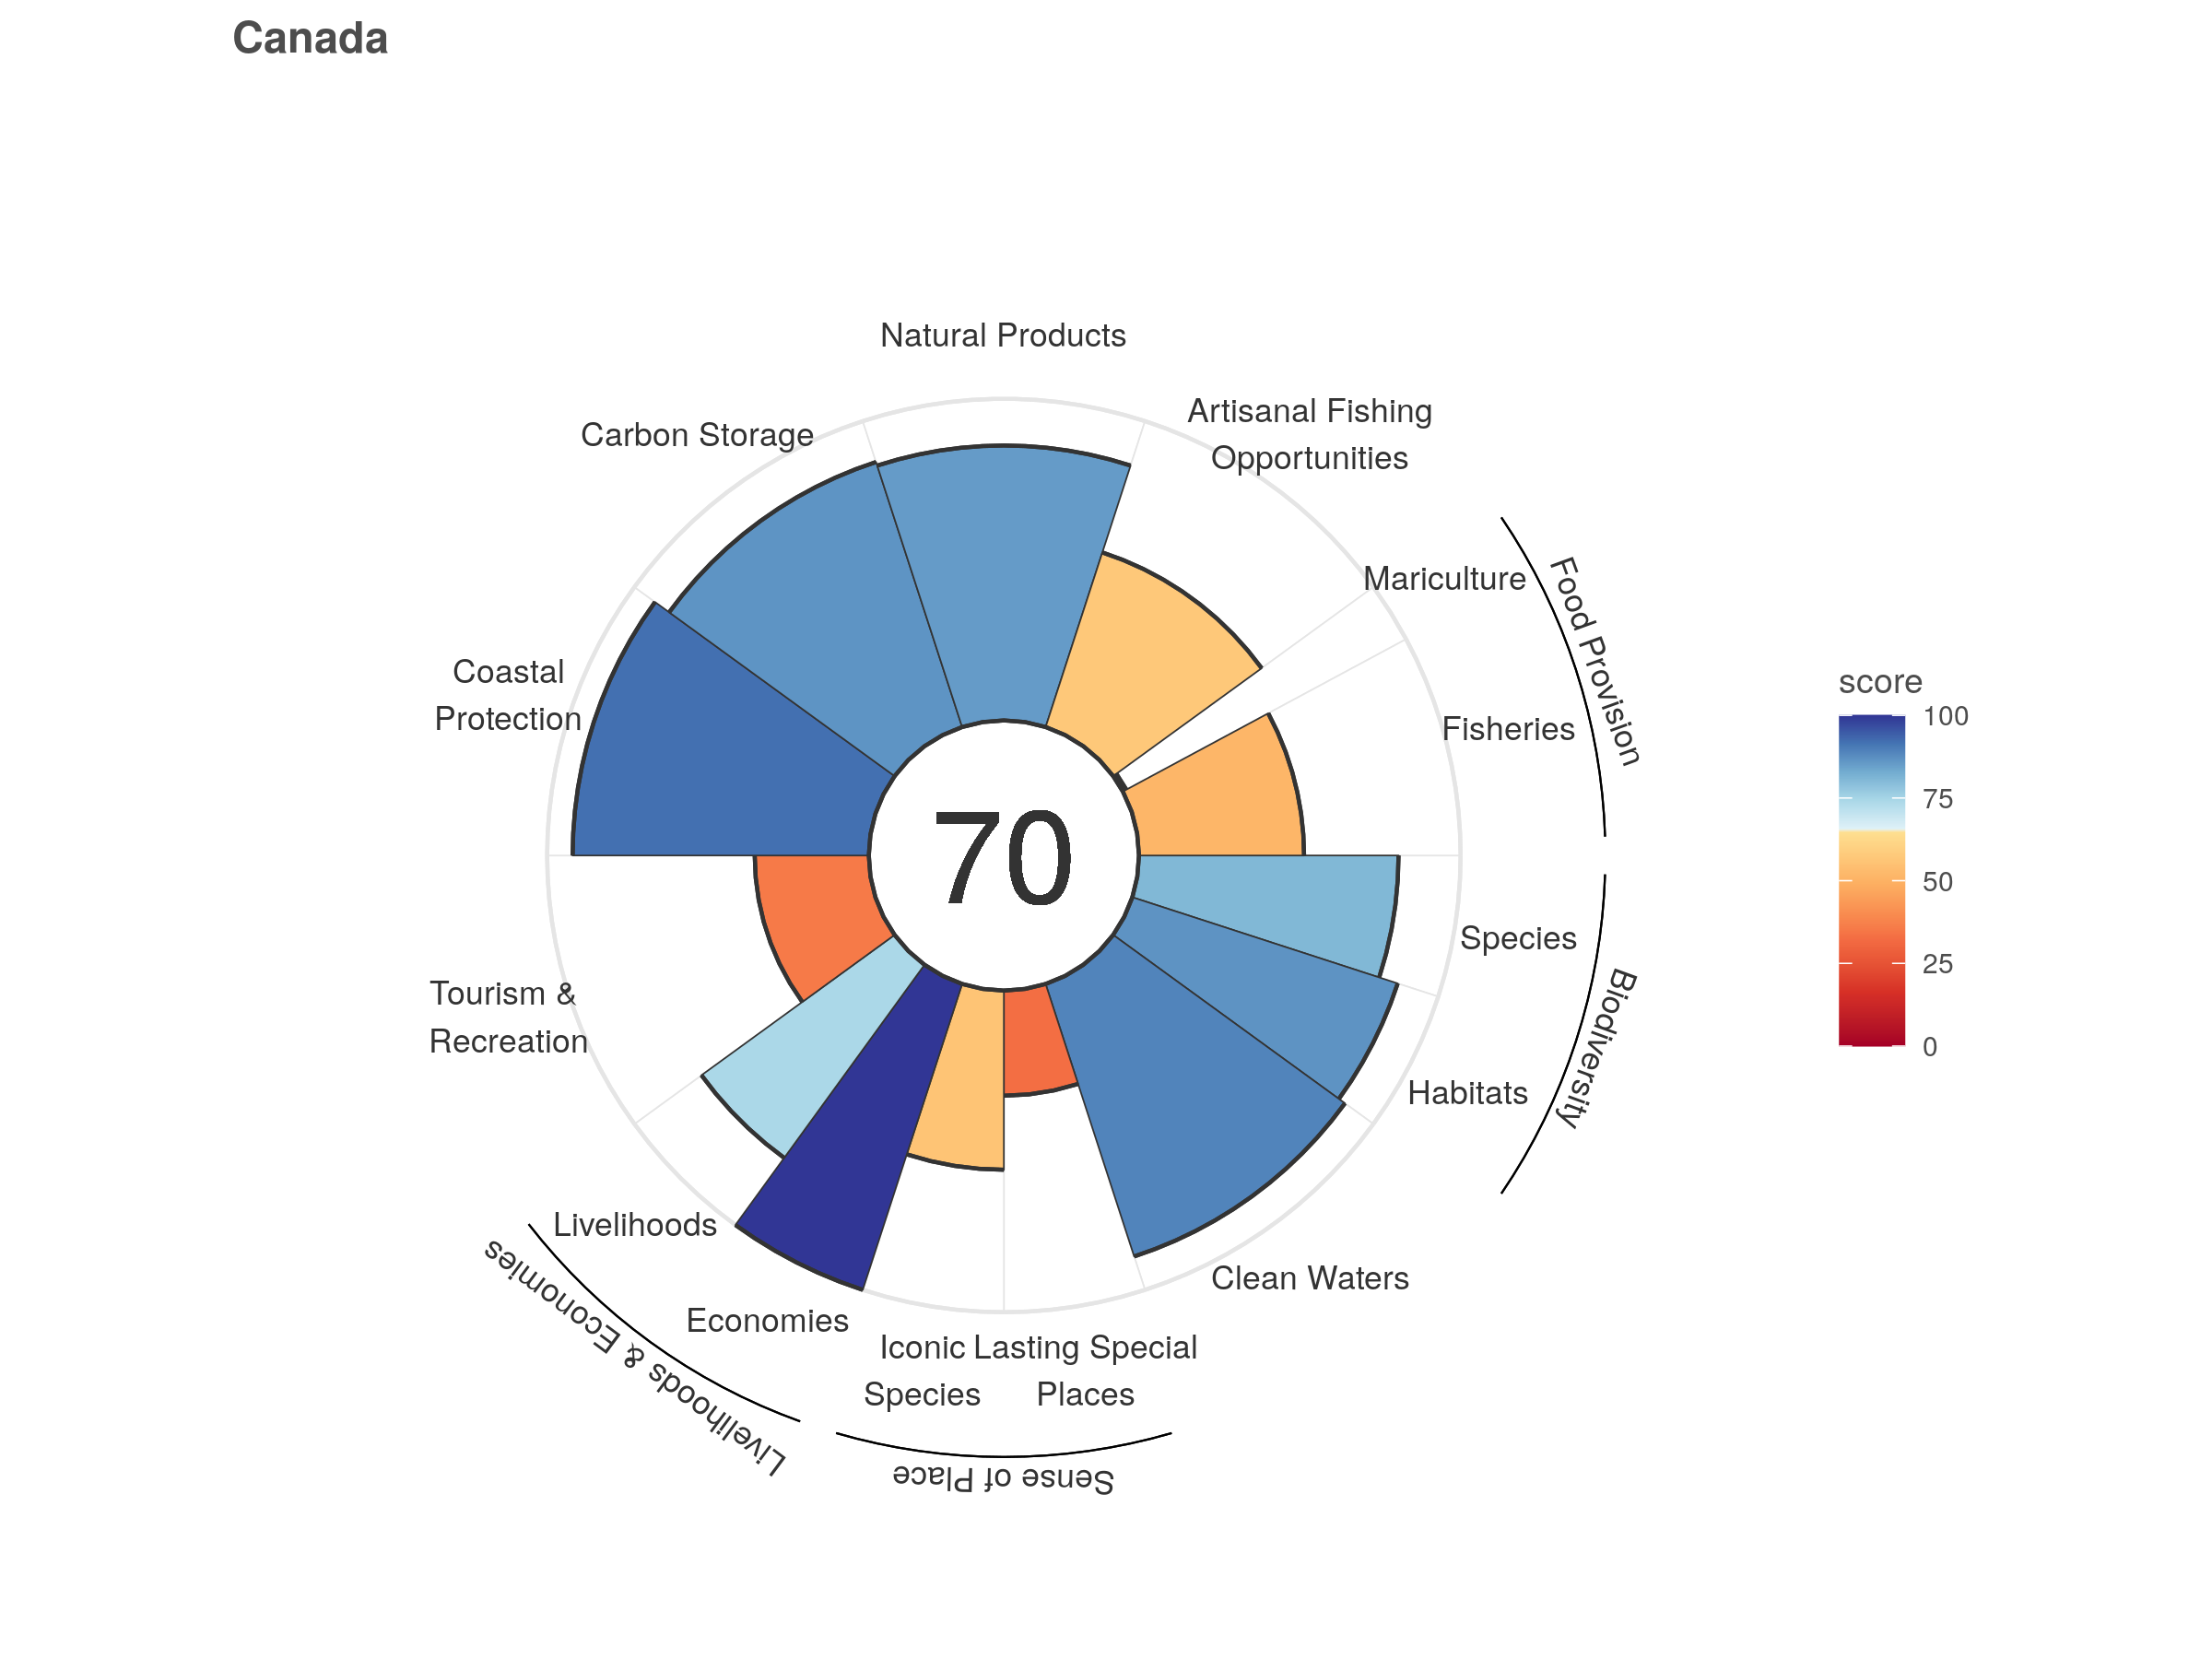 Canada
Natural Products
Artisanal Fishing
Opportunities
Carbon Storage
Mariculture
Food Provision
Coastal
Protection
Fisheries
70
score
100
75
50
25
0
Species
Biodiversity
Tourism &
Recreation
Habitats
Livelihoods
Clean Waters
Livelihoods & Economies
Economies
Iconic
Species
Lasting Special
Places
Sense of Place